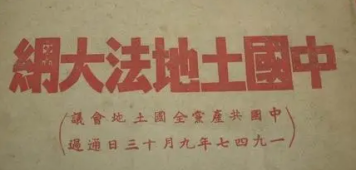 中國土地法大綱
(中國共產黨全國土地會議
一九四七年九月十三日通過)